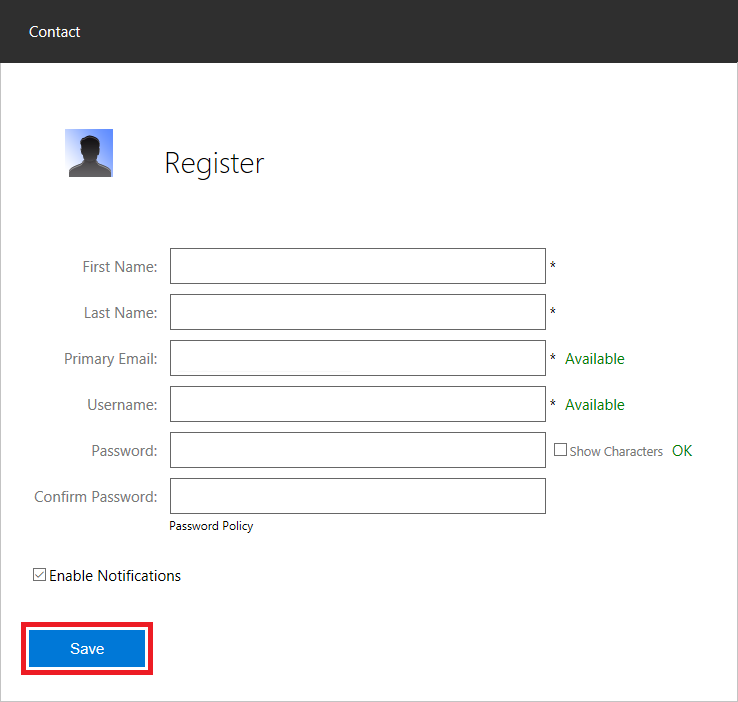 Contact
Register
First Name: *
Last Name: *
Primary Email: * Available
Username: * Available
Password: Show Characters OK
Confirm Password:
Password Policy
Enable Notifications
Save